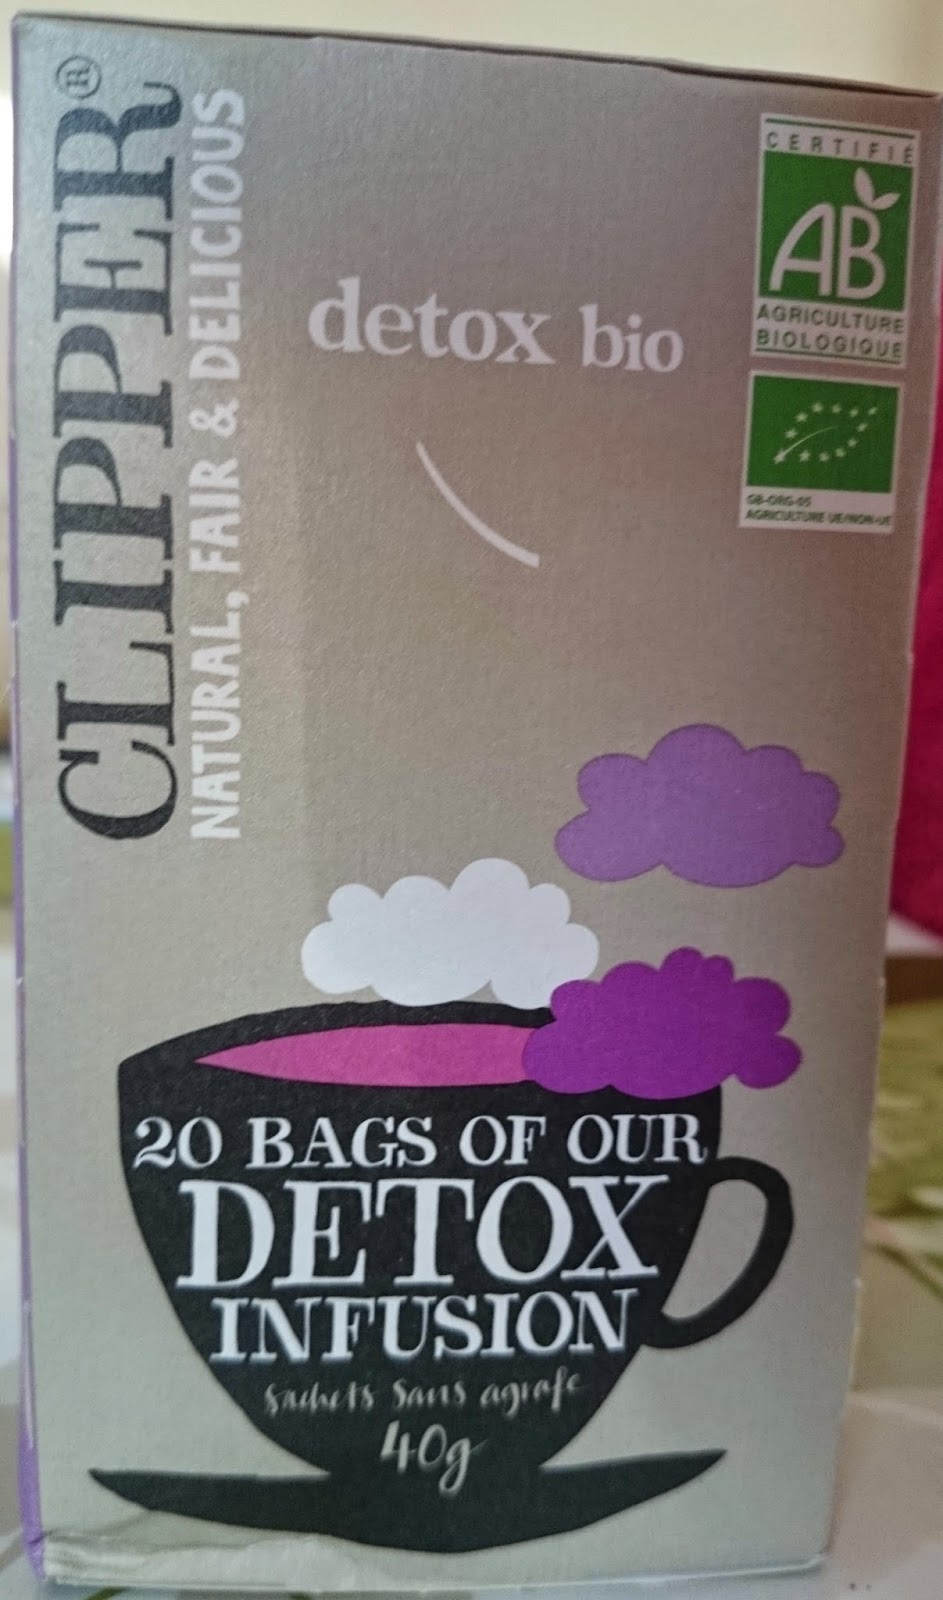 CLIPPER®
NATURAL, FAIR & DELICIOUS
detox bio
CERTIFIÉ
AB
AGRICULTURE
BIOLOGIQUE
GB-ORG-05
AGRICULTURE UE/NON-UE
20 BAGS OF OUR
DETOX
INFUSION
Sachets Sans agrafe
40g